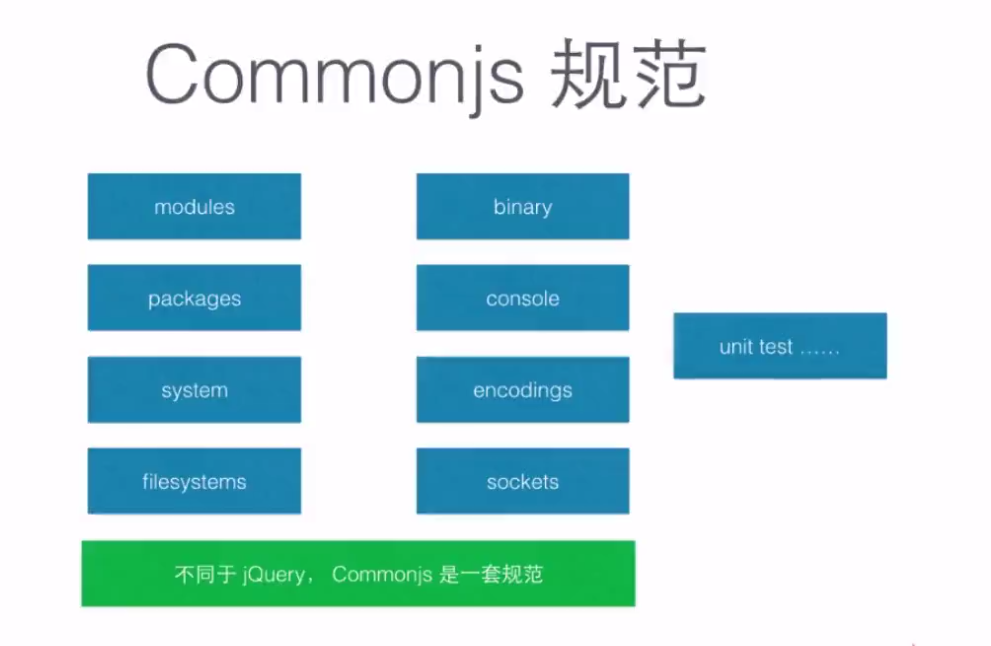 Commonjs 规范
modules
binary
packages
console
unit test ……
system
encodings
filesystems
sockets
不同于 jQuery， Commonjs 是一套规范